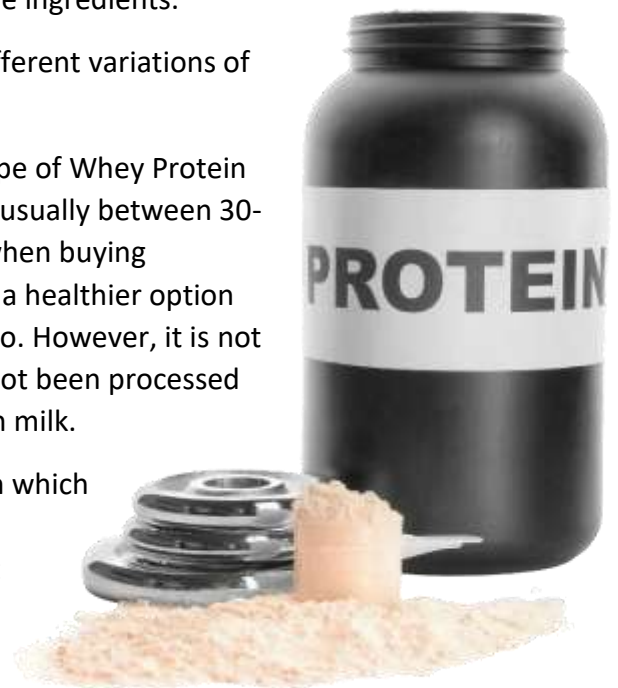 e ingredients.
fferent variations of
pe of Whey Protein
usually between 30-
when buying
a healthier option
o. However, it is not
ot been processed
n milk.
n which
PROTEIN